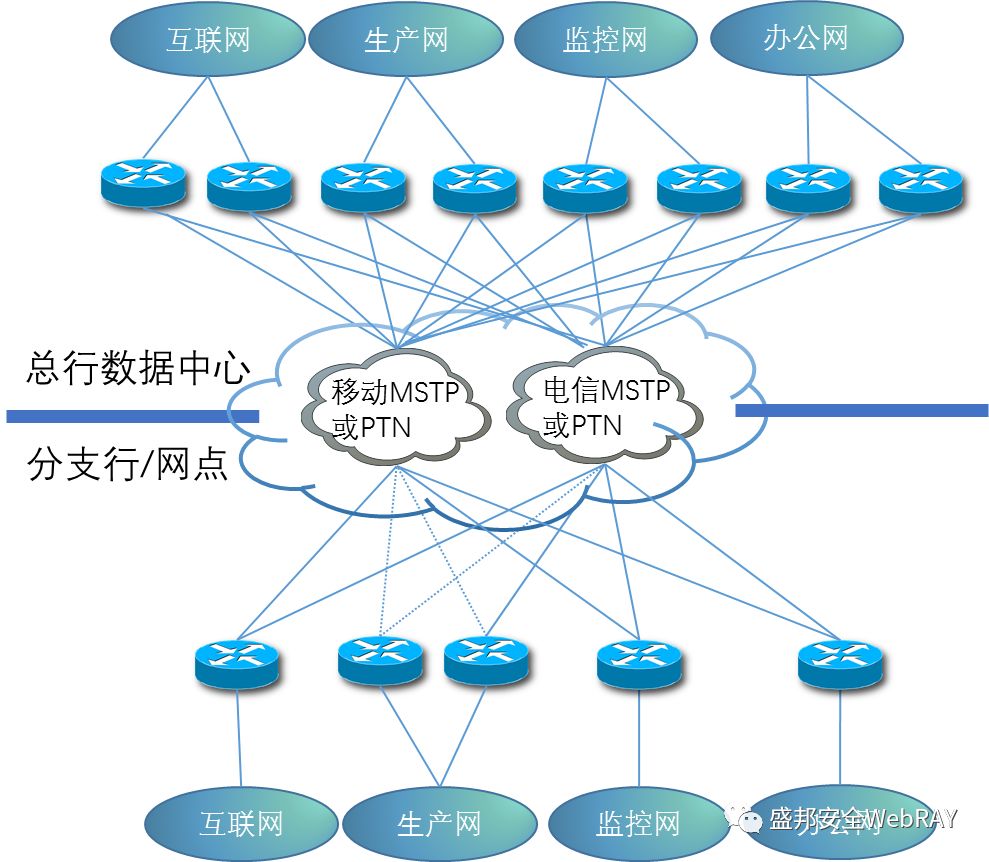 互联网
生产网
监控网
办公网
总行数据中心
移动MSTP
或PTN
电信MSTP
或PTN
分支行/网点
互联网
生产网
监控网
办公网
盛邦安全WebRAY